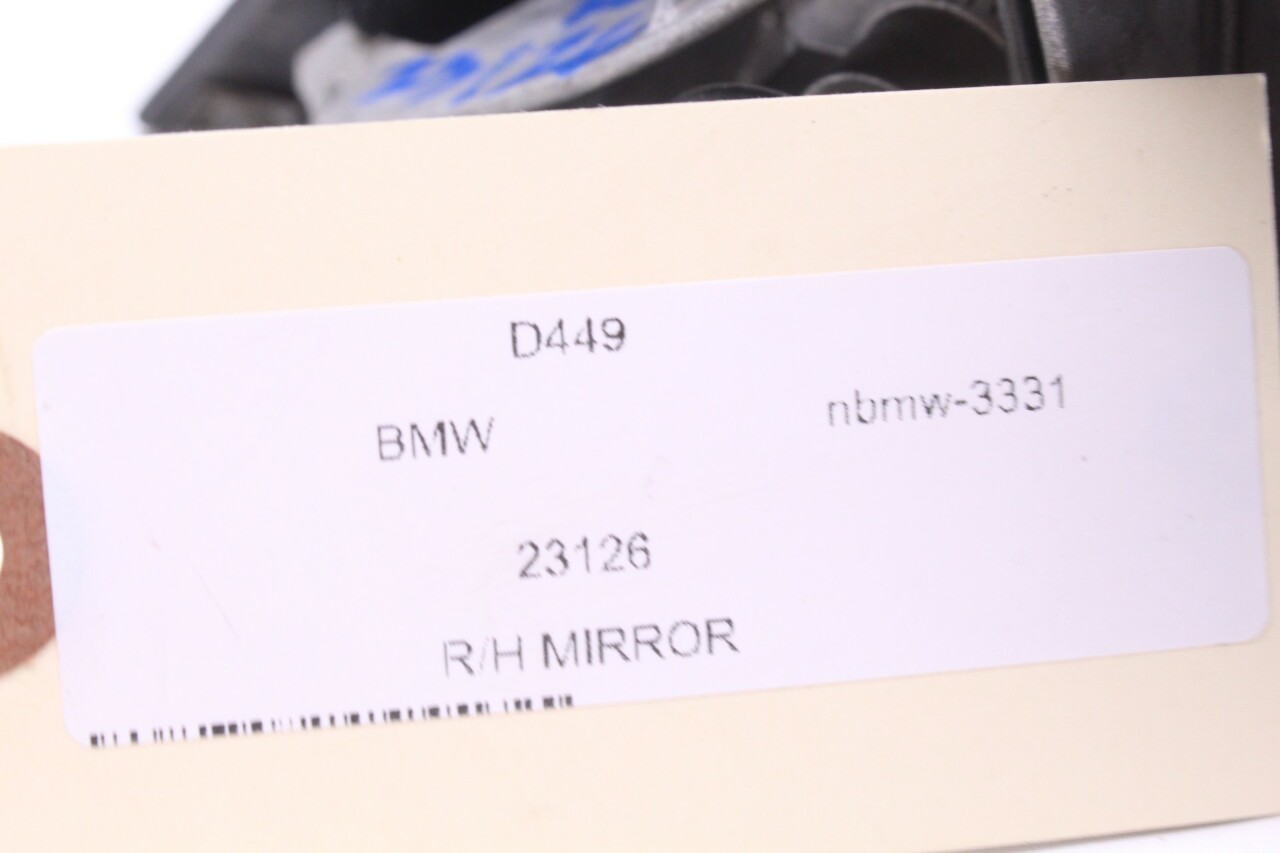 D449
BMW nbmw-3331
23126
R/H MIRROR